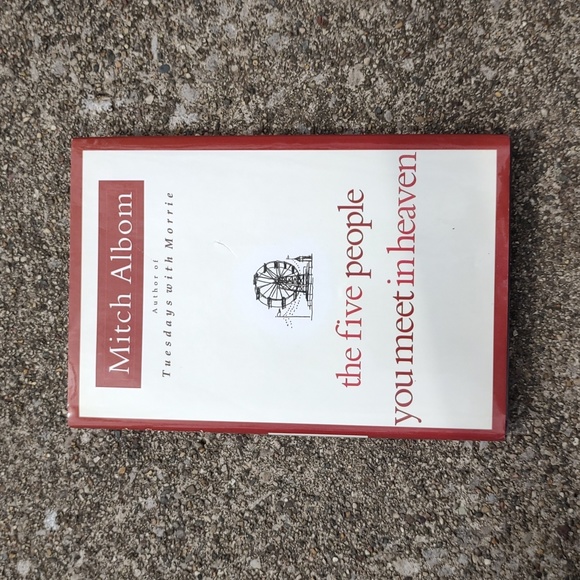 Mitch Albom
Author of
Tuesdays with Morrie
the five people
you meet in heaven